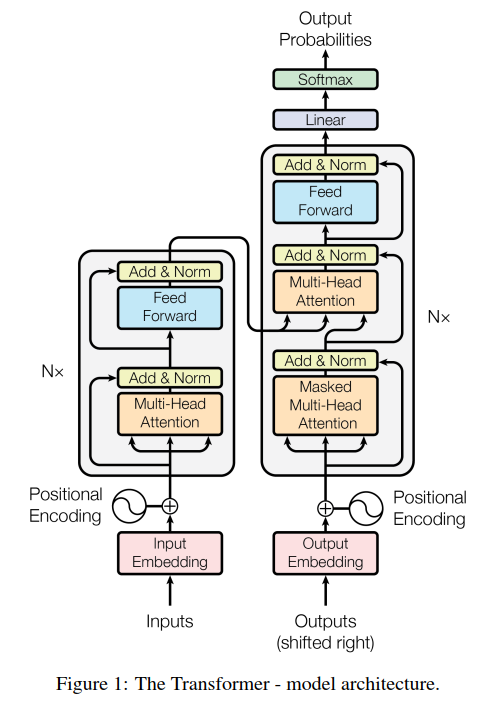 Output
Probabilities
Softmax
Linear
Add & Norm
Feed
Forward
Add & Norm
Multi-Head
Attention
Add & Norm
Masked
Multi-Head
Attention
N×
Add & Norm
Feed
Forward
Add & Norm
Multi-Head
Attention
N×
Positional
Encoding
Positional
Encoding
Input
Embedding
Output
Embedding
Inputs
Outputs
(shifted right)
Figure 1: The Transformer - model architecture.